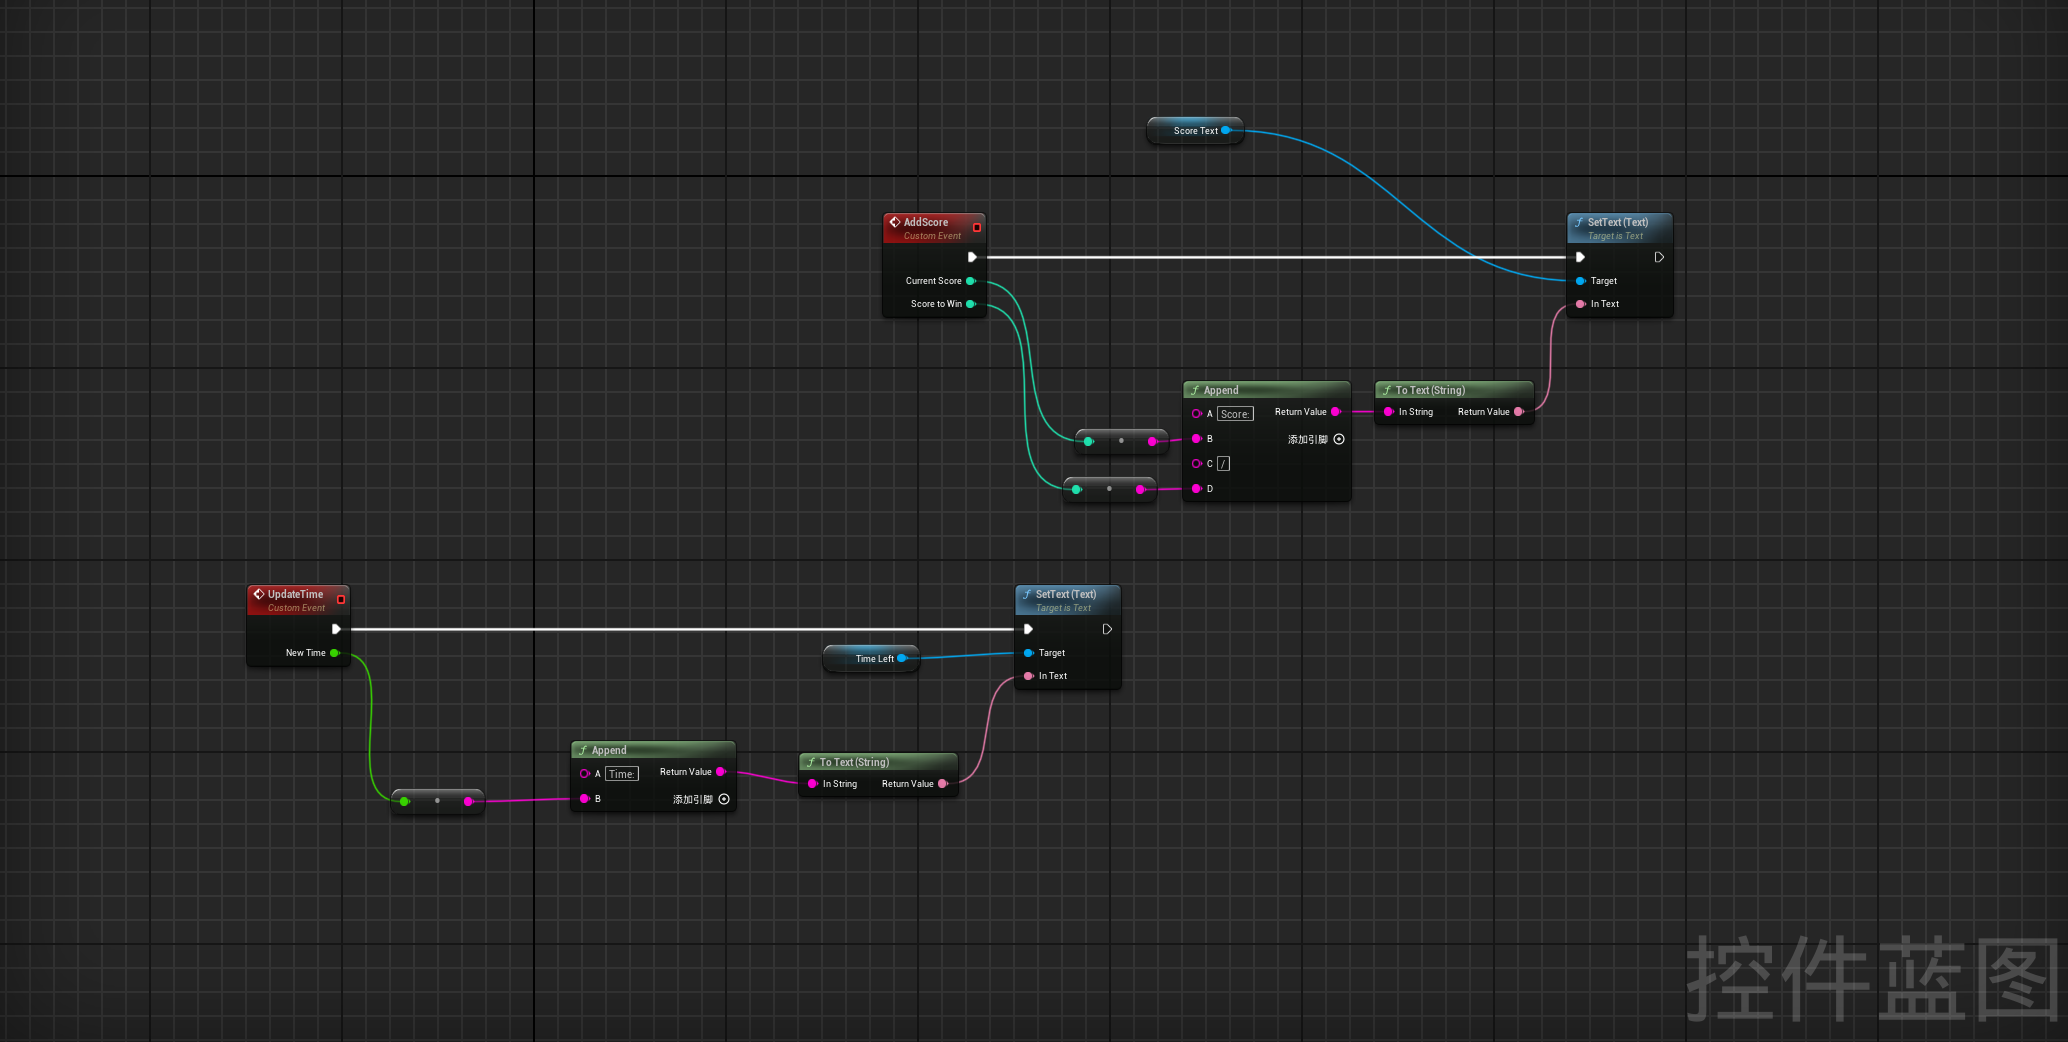 Score Text
AddScore
Custom Event
Current Score
Score to Win
SetText (Text)
Target is Text
Target
In Text
Append
A Score: Return Value
B 添加引脚
C /
D
To Text (String)
In String Return Value
UpdateTime
Custom Event
New Time
SetText (Text)
Target is Text
Time Left
Target
In Text
Append
A Time: Return Value
B 添加引脚
To Text (String)
In String Return Value
控件蓝图